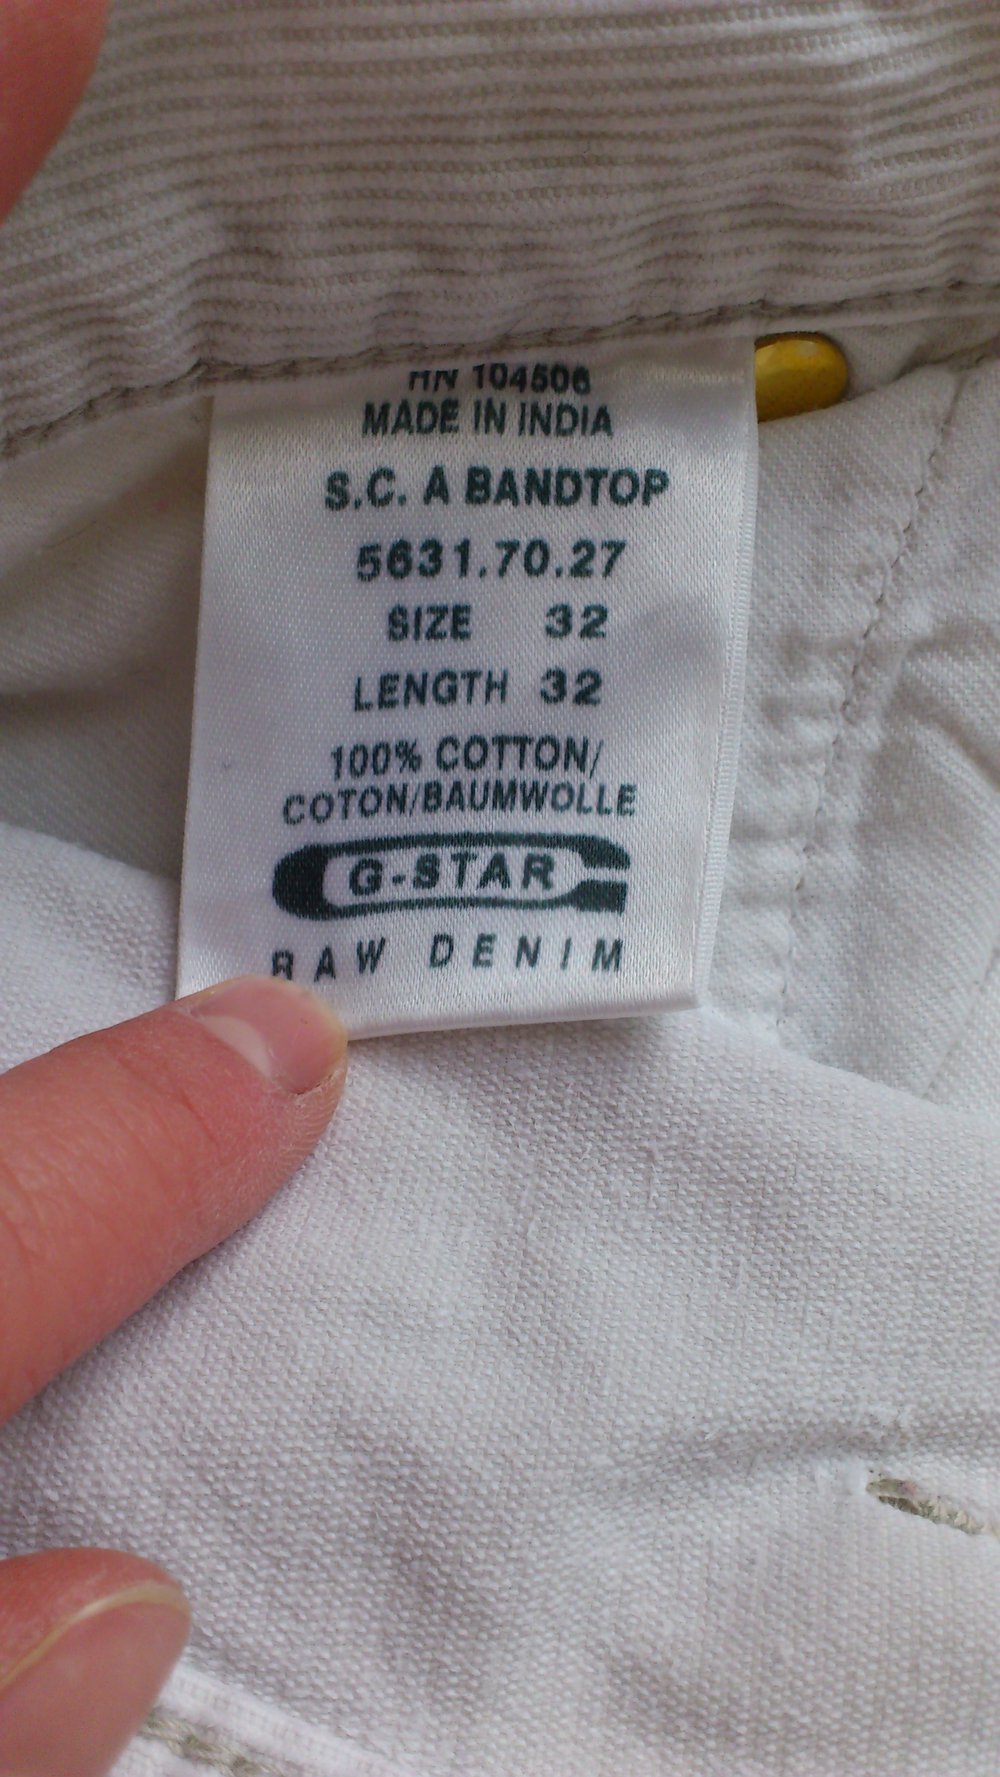 RN 104506
MADE IN INDIA
S.C. A BANDTOP
5631.70.27
SIZE 32
LENGTH 32
100% COTTON/
COTON/BAUMWOLLE
G-STAR
RAW DENIM